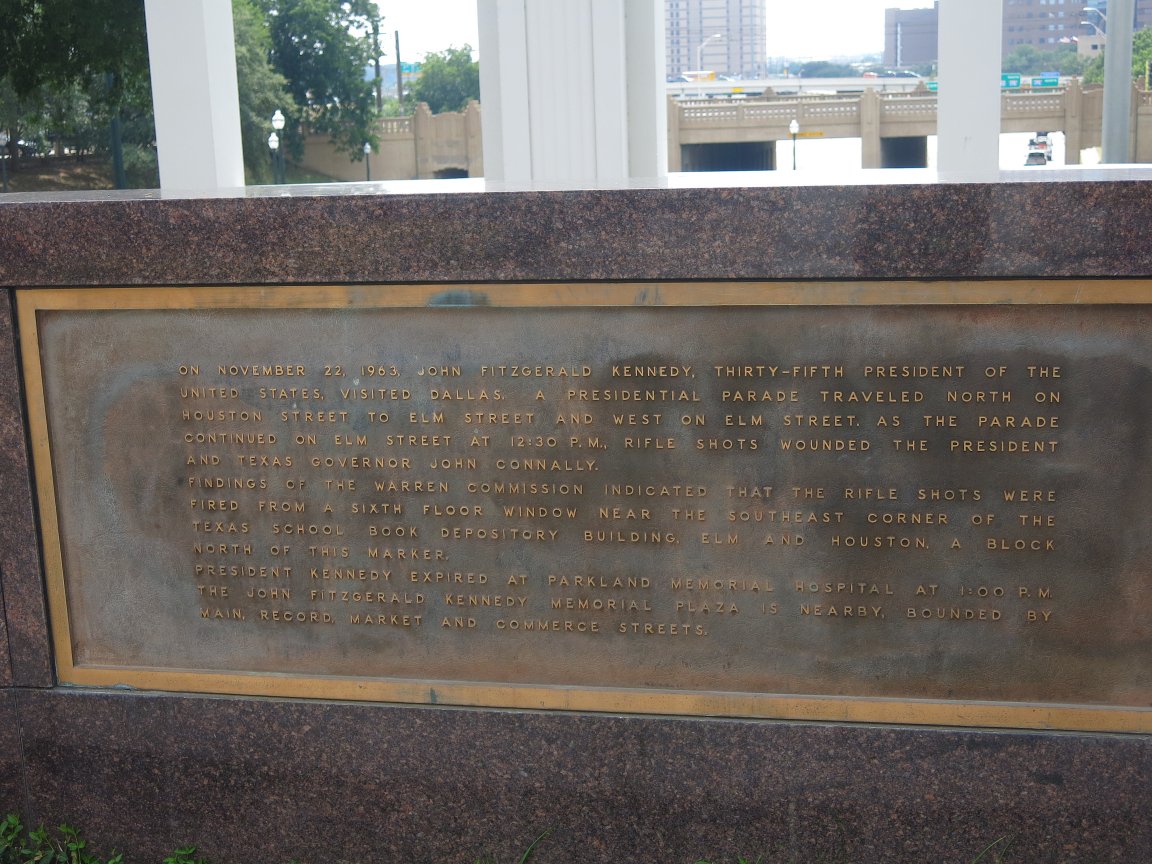 ON NOVEMBER 22, 1963, JOHN FITZGERALD KENNEDY, THIRTY-FIFTH PRESIDENT OF THE
UNITED STATES, VISITED DALLAS. A PRESIDENTIAL PARADE TRAVELED NORTH ON
HOUSTON STREET TO ELM STREET AND WEST ON ELM STREET. AS THE PARADE
CONTINUED ON ELM STREET AT 12:30 P.M., RIFLE SHOTS WOUNDED THE PRESIDENT
AND TEXAS GOVERNOR JOHN CONNALLY.
FINDINGS OF THE WARREN COMMISSION INDICATED THAT THE RIFLE SHOTS WERE
FIRED FROM A SIXTH FLOOR WINDOW NEAR THE SOUTHEAST CORNER OF THE
TEXAS SCHOOL BOOK DEPOSITORY BUILDING, ELM AND HOUSTON, A BLOCK
NORTH OF THIS MARKER.
PRESIDENT KENNEDY EXPIRED AT PARKLAND MEMORIAL HOSPITAL AT 1:00 P.M.
THE JOHN FITZGERALD KENNEDY MEMORIAL PLAZA IS NEARBY, BOUNDED BY
MAIN, RECORD, MARKET AND COMMERCE STREETS.